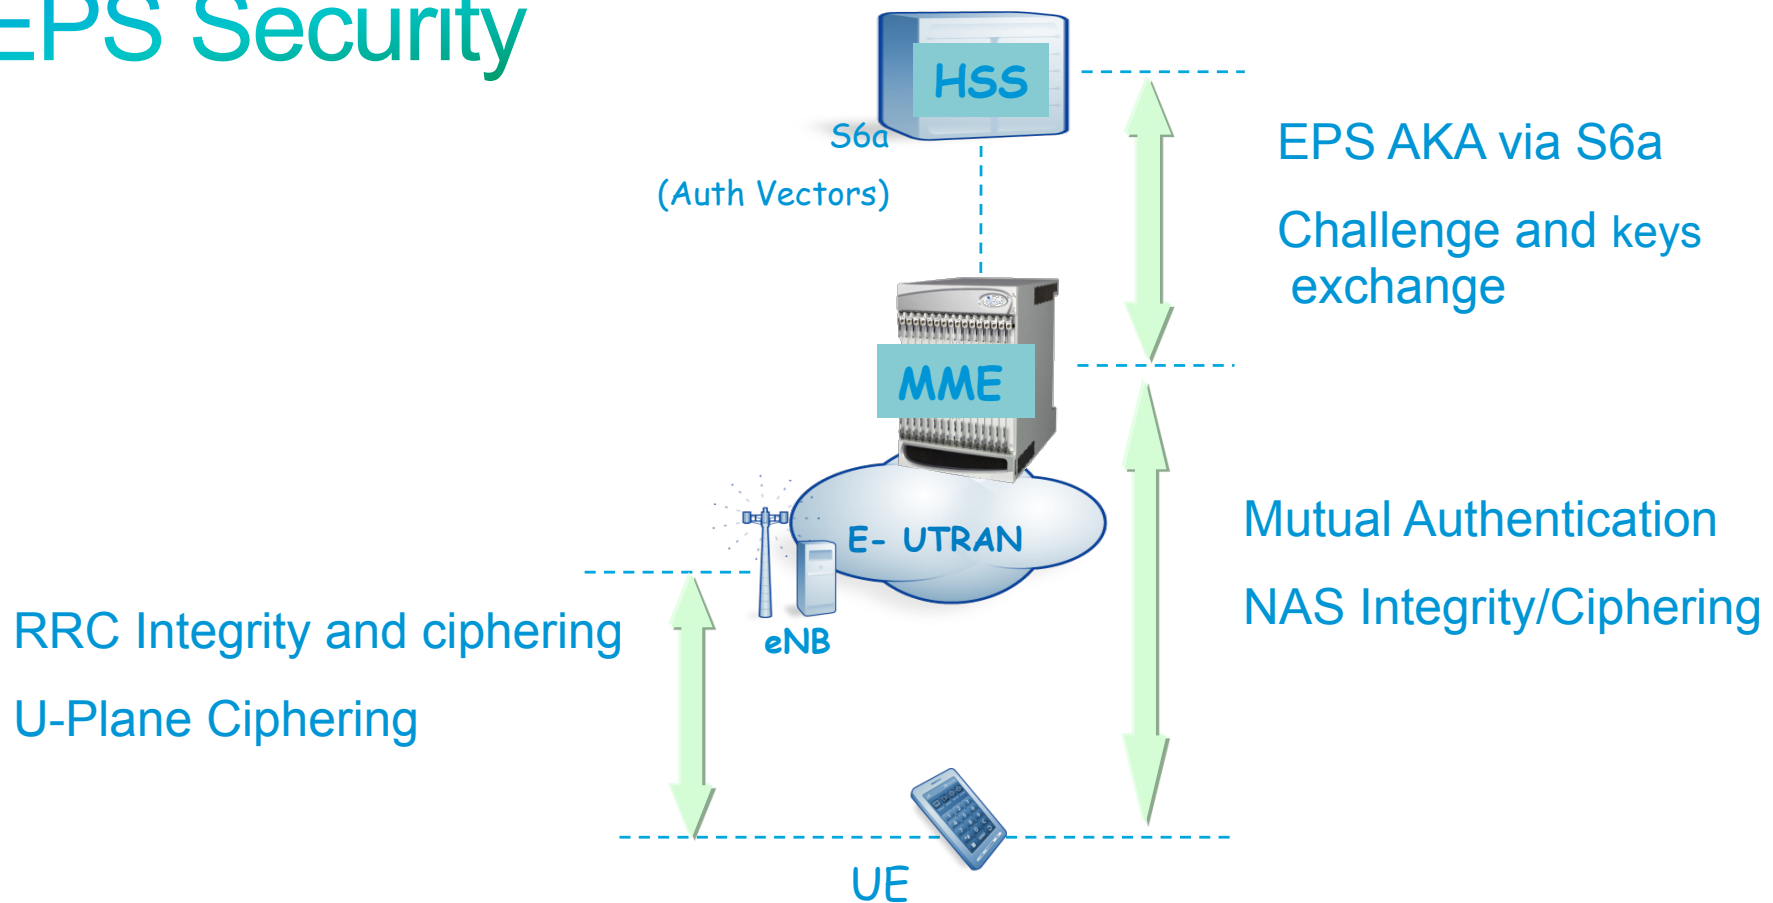 EPS Security
HSS
S6a
(Auth Vectors)
EPS AKA via S6a
Challenge and keys
exchange
MME
E- UTRAN
eNB
Mutual Authentication
NAS Integrity/Ciphering
RRC Integrity and ciphering
U-Plane Ciphering
UE